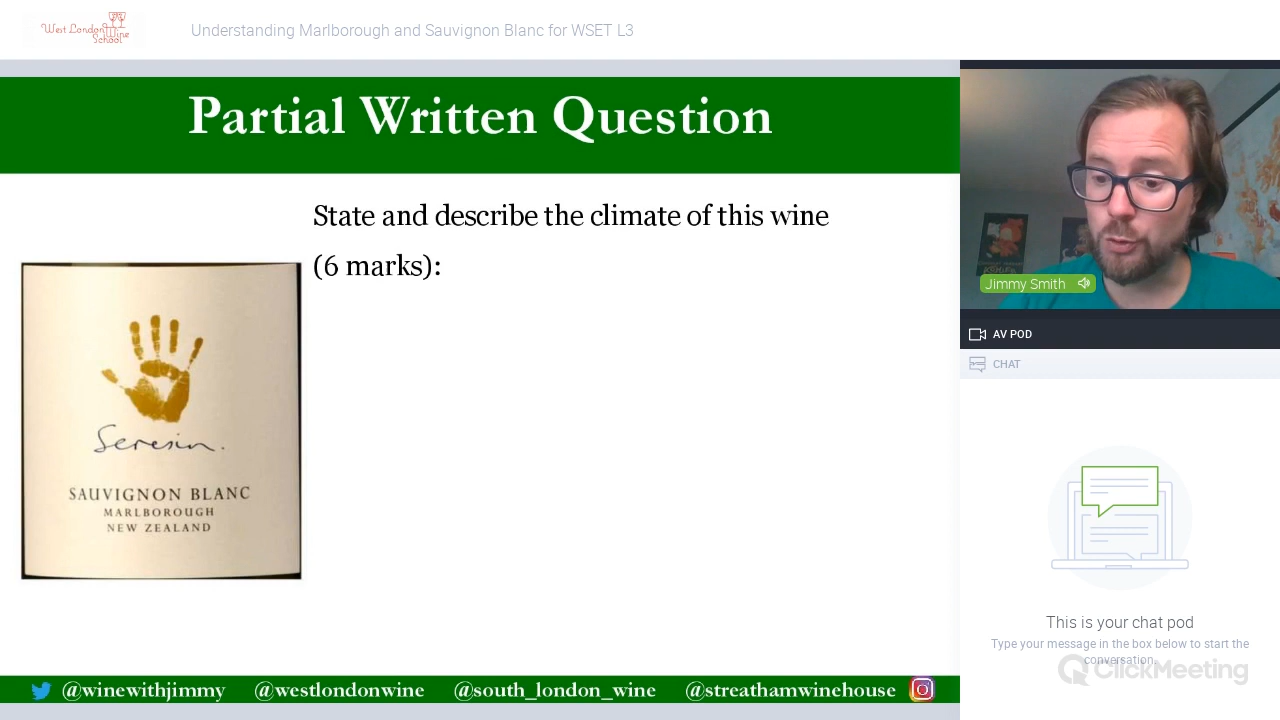 West London Wine School
Understanding Marlborough and Sauvignon Blanc for WSET L3
Partial Written Question
State and describe the climate of this wine
(6 marks):
Seresin.
SAUVIGNON BLANC
MARLBOROUGH
NEW ZEALAND
@winewithjimmy @westlondonwine @south_london_wine @streathamwinehouse
Jimmy Smith
AV POD
CHAT
This is your chat pod
Type your message in the box below to start the
conversation.
ClickMeeting